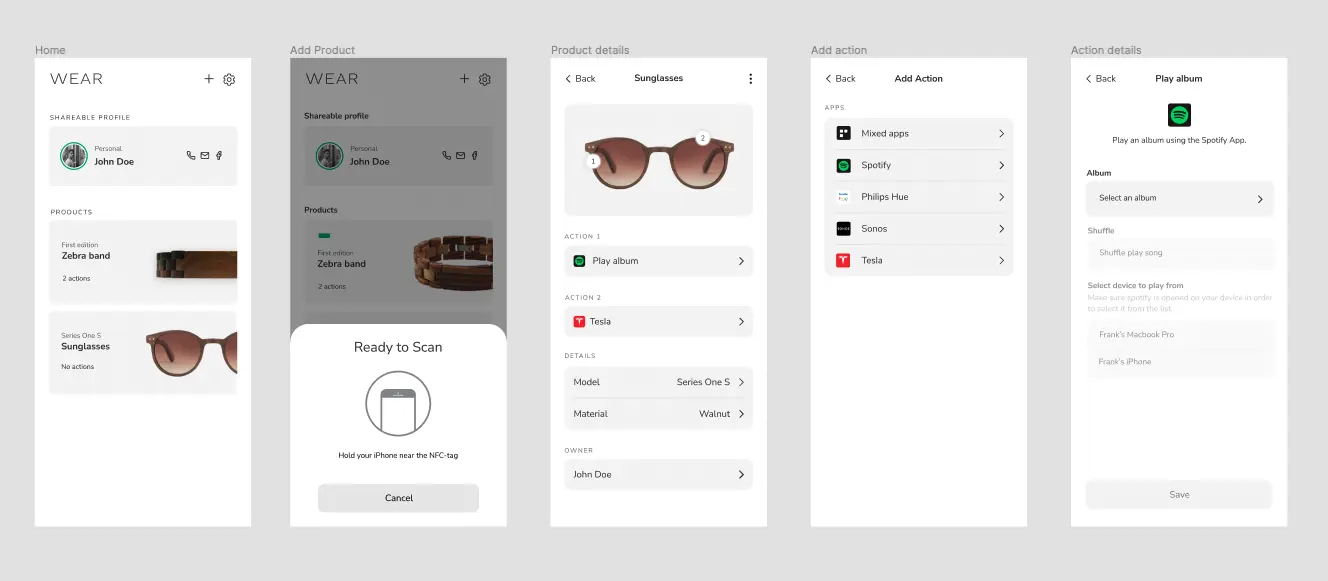 Home
WEAR
SHAREABLE PROFILE
Personal
John Doe
PRODUCTS
First edition
Zebra band
2 actions
Series One S
Sunglasses
No actions
Add Product
WEAR
Shareable profile
Personal
John Doe
Products
First edition
Zebra band
2 actions
Ready to Scan
Hold your iPhone near the NFC-tag
Cancel
Product details
Back
Sunglasses
1
2
ACTION 1
Play album
ACTION 2
Tesla
DETAILS
Model Series One S
Material Walnut
OWNER
John Doe
Add action
Back
Add Action
APPS
Mixed apps
Spotify
Philips Hue
Sonos
Tesla
Action details
Back
Play album
Play an album using the Spotify App.
Album
Select an album
Shuffle
Shuffle play song
Select device to play from
Make sure spotify is opened on your device in order
to select it from the list.
Frank's Macbook Pro
Frank's iPhone
Save